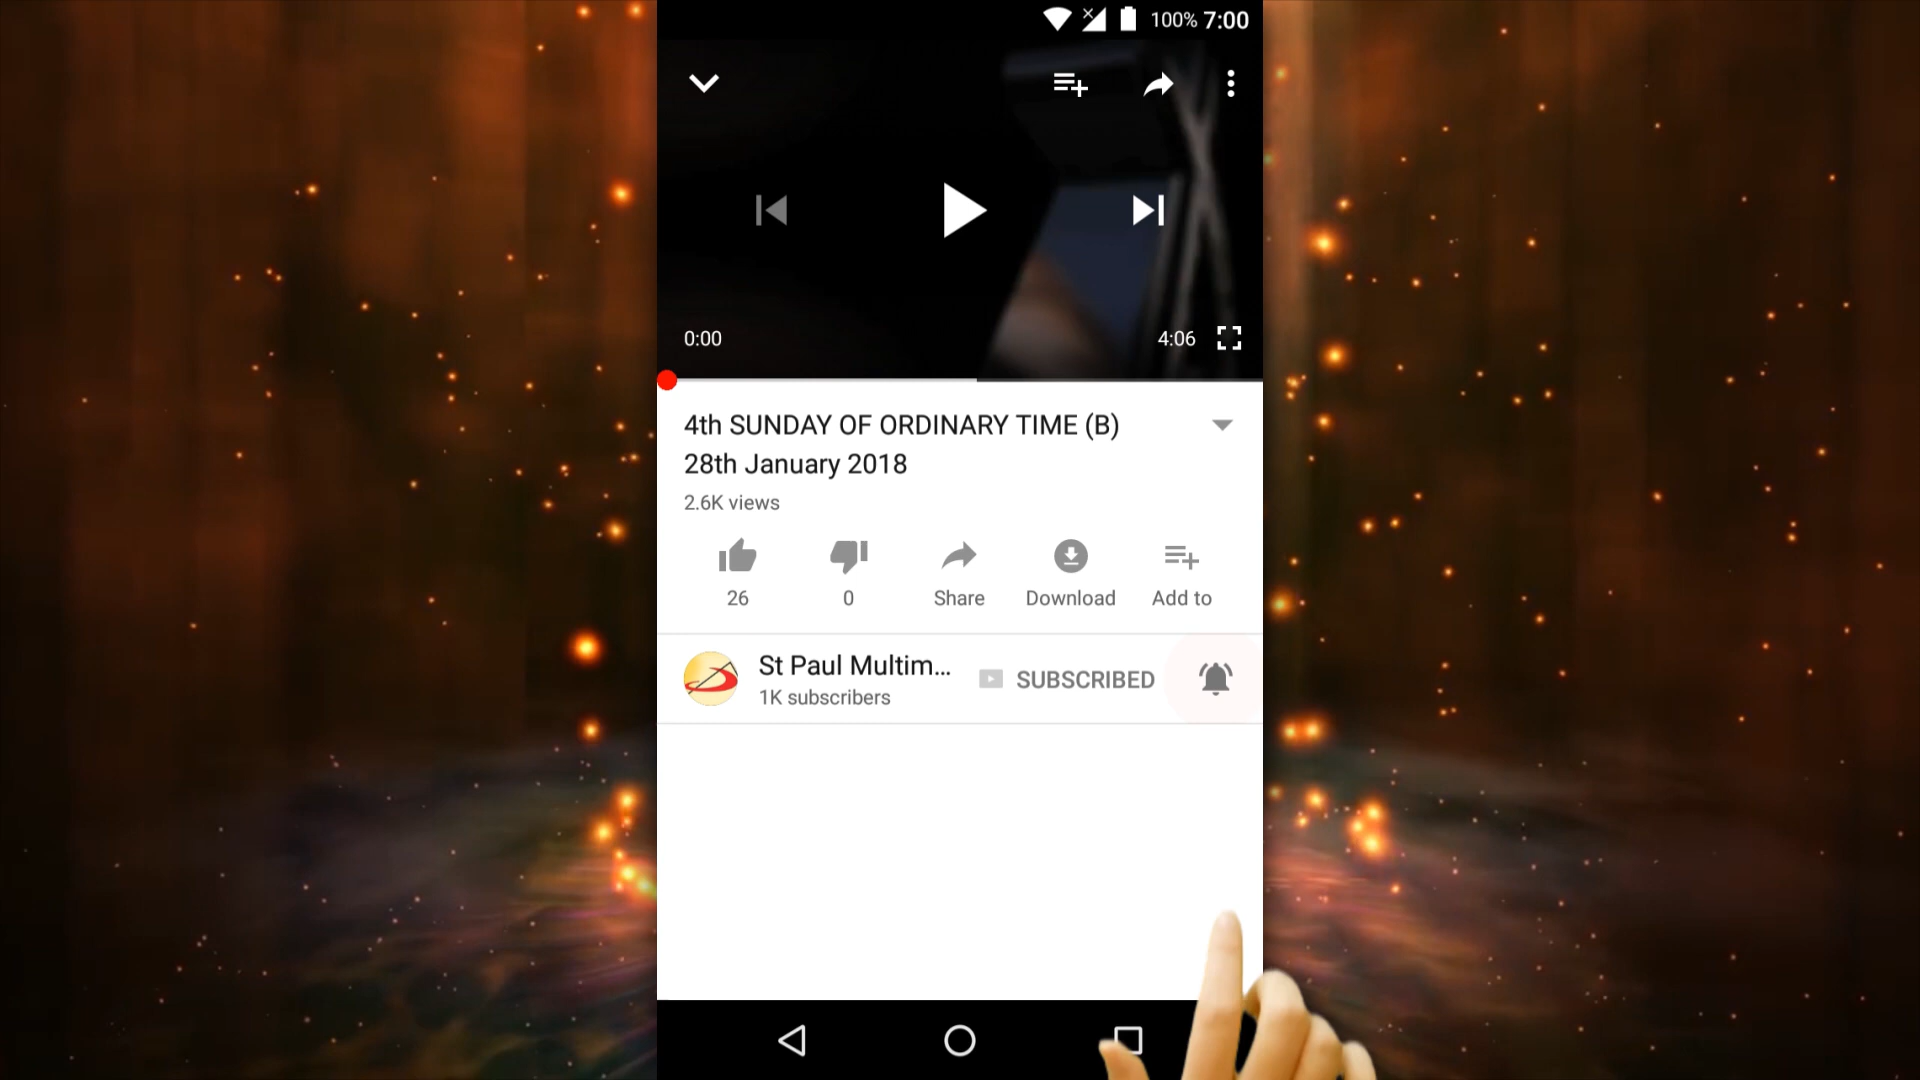 100% 7:00
0:00
4:06
4th SUNDAY OF ORDINARY TIME (B)
28th January 2018
2.6K views
26
0
Share
Download
Add to
St Paul Multim...
SUBSCRIBED
1K subscribers